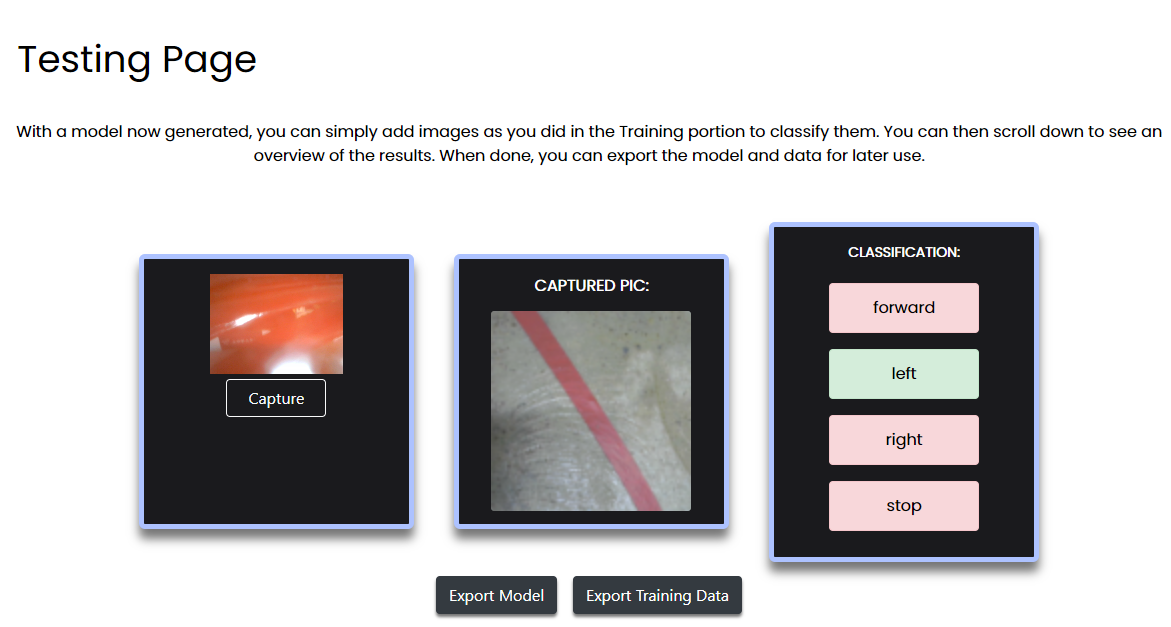 Testing Page
With a model now generated, you can simply add images as you did in the Training portion to classify them. You can then scroll down to see an
overview of the results. When done, you can export the model and data for later use.
Capture
CAPTURED PIC:
CLASSIFICATION:
forward
left
right
stop
Export Model
Export Training Data